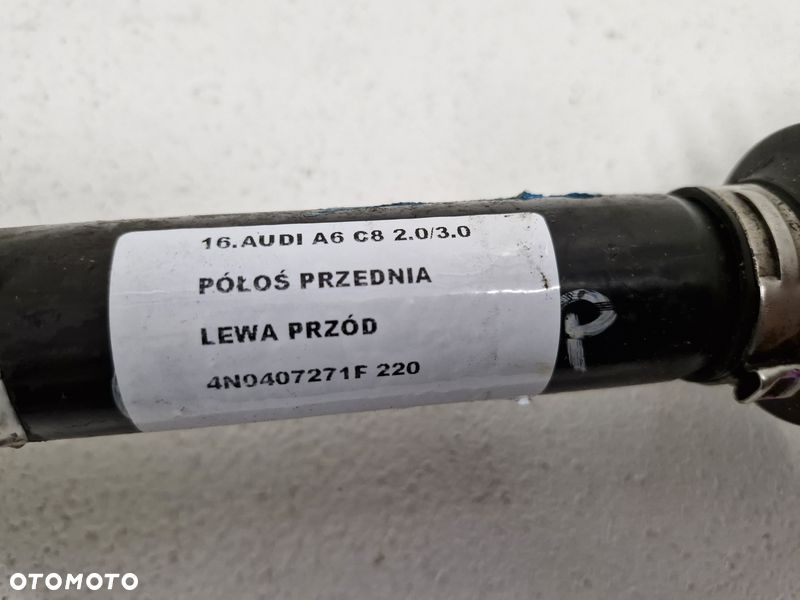 16.AUDI A6 C8 2.0/3.0
PÓŁOŚ PRZEDNIA
LEWA PRZÓD
4N0407271F 220
OTOMOTO